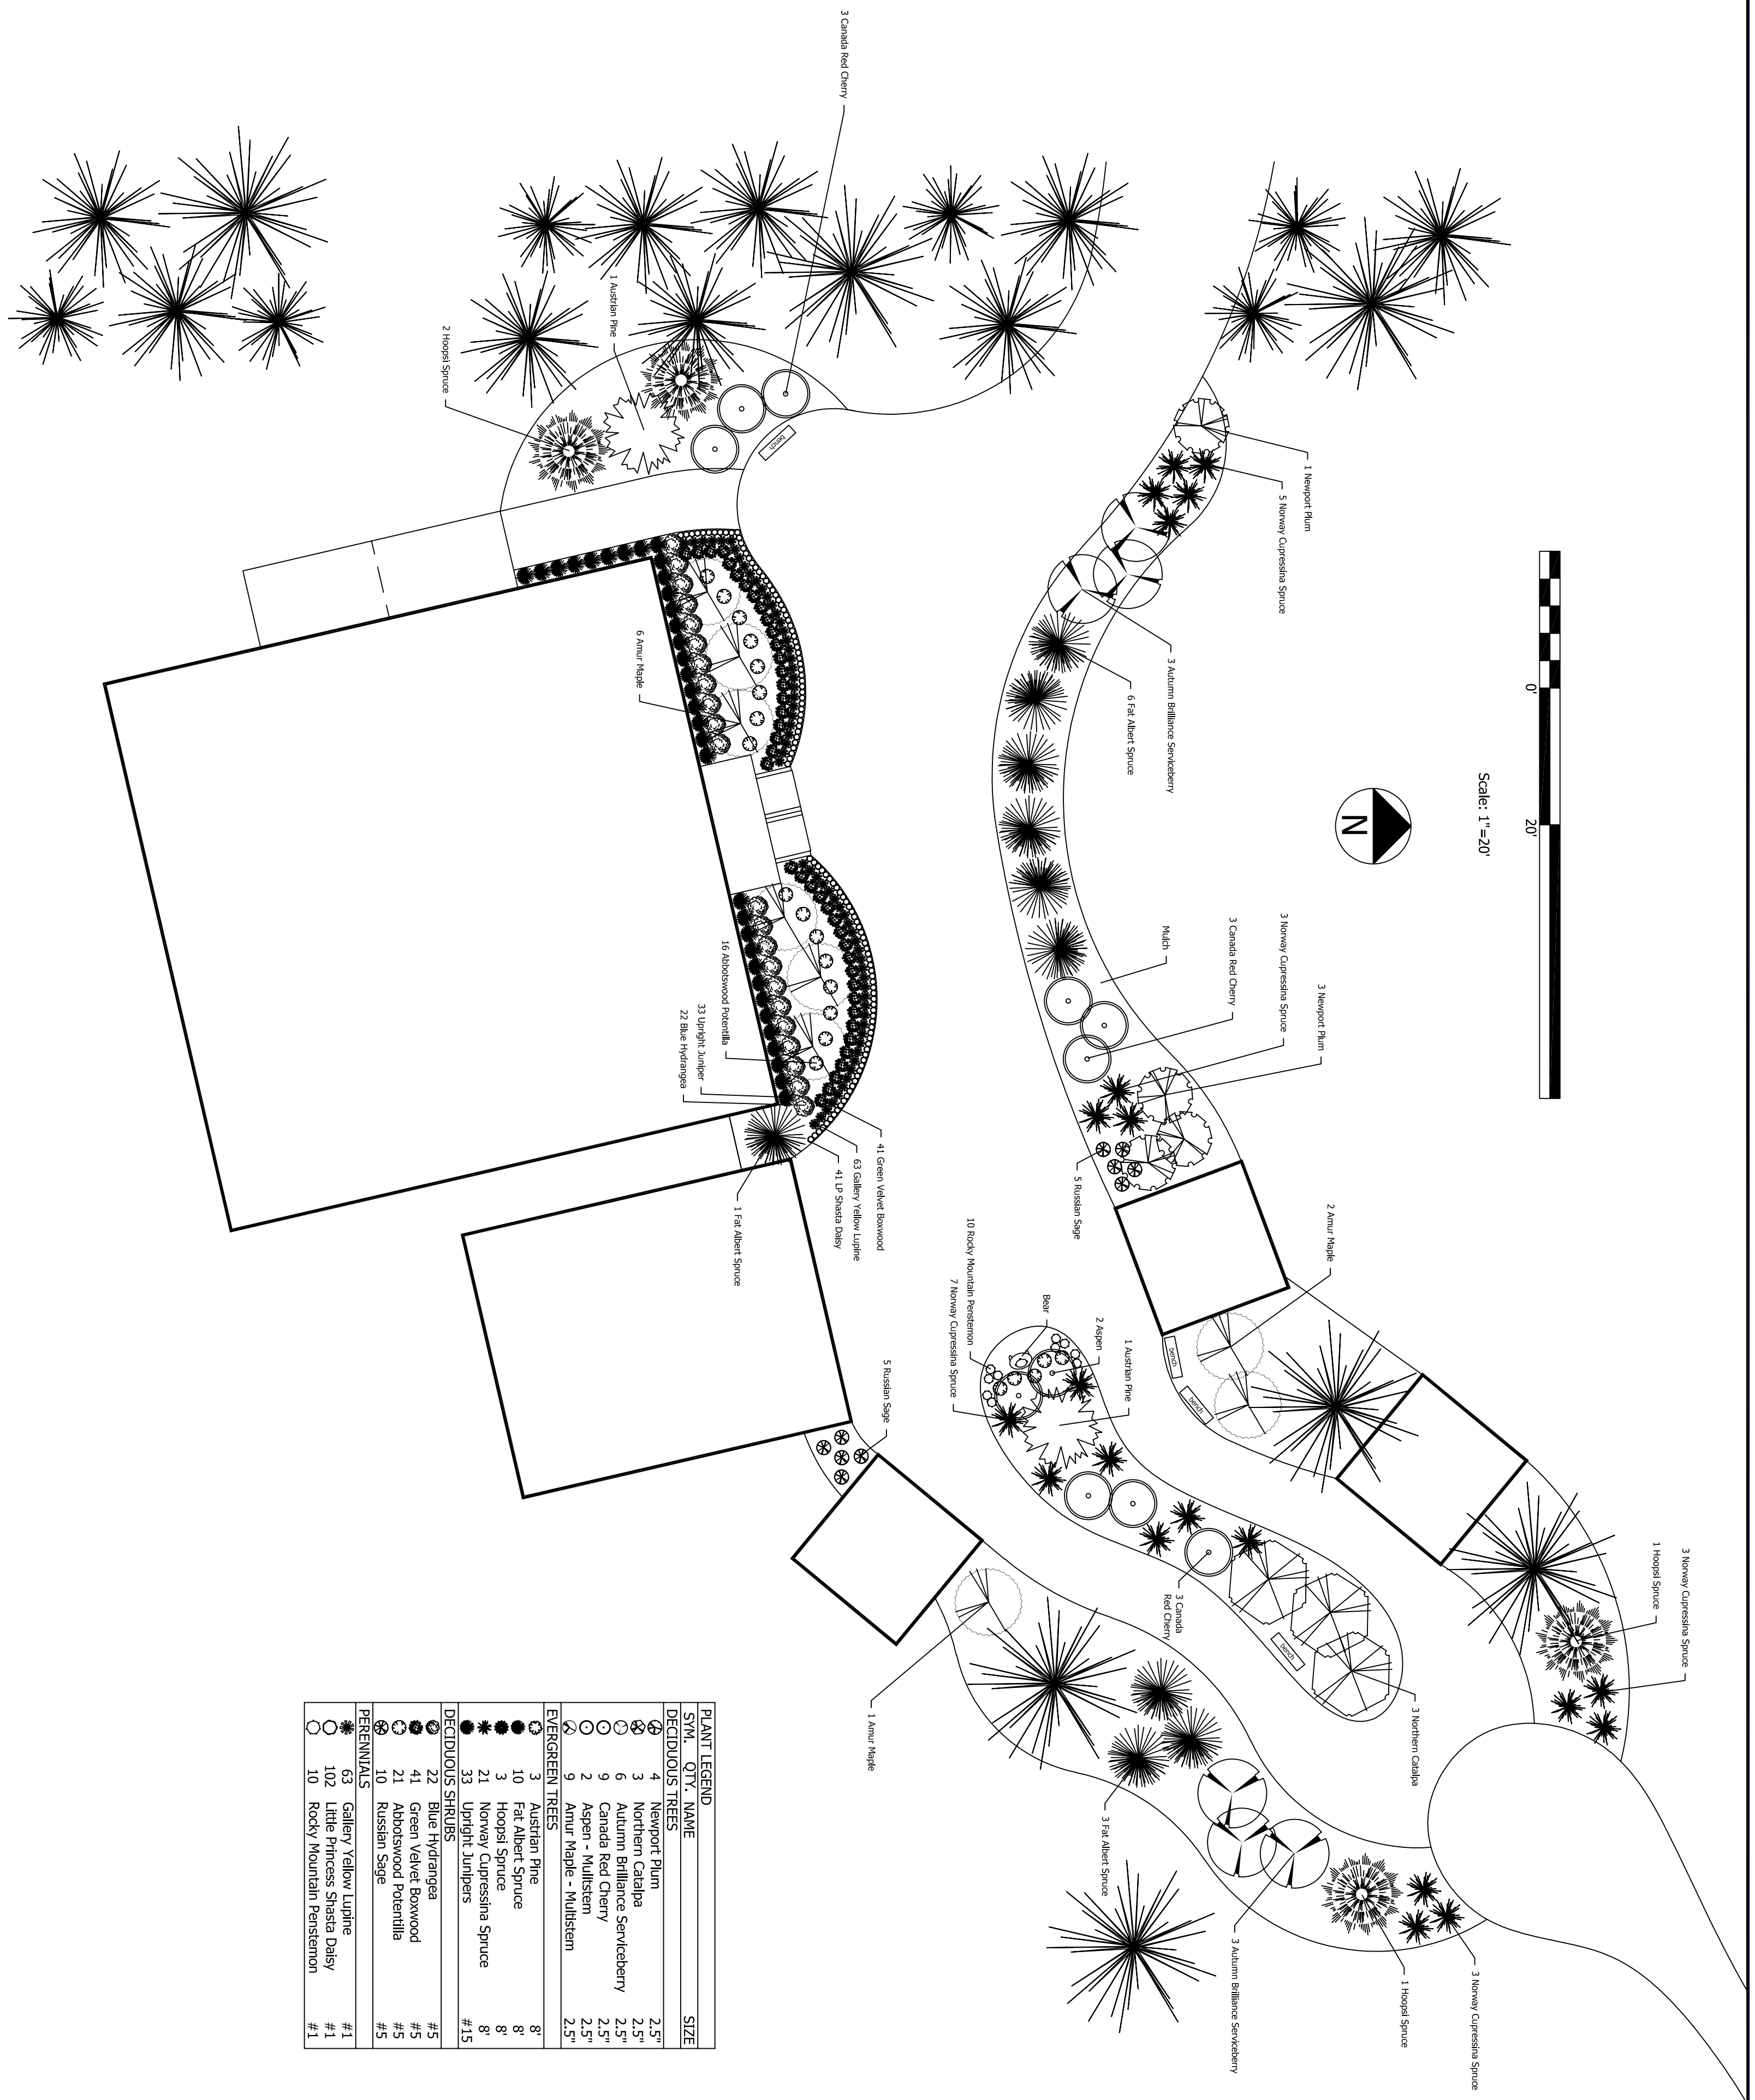 3 Canada Red Cherry
1 Austrian Pine
2 Hoopsi Spruce
bench
1 Newport Plum
5 Norway Cupressina Spruce
3 Autumn Brilliance Serviceberry
6 Fat Albert Spruce
6 Amur Maple
0'
20'
Scale: 1"=20'
N
Mulch
3 Canada Red Cherry
3 Norway Cupressina Spruce
3 Newport Plum
16 Abbotswood Potentilla
33 Upright Juniper
22 Blue Hydrangea
41 Green Velvet Boxwood
63 Gallery Yellow Lupine
41 LP Shasta Daisy
1 Fat Albert Spruce
5 Russian Sage
2 Amur Maple
10 Rocky Mountain Penstemon
7 Norway Cupressina Spruce
Bear
2 Aspen
1 Austrian Pine
bench
bench
5 Russian Sage
3 Canada
Red Cherry
bench
1 Hoopsi Spruce
3 Norway Cupressina Spruce
3 Northern Catalpa
1 Amur Maple
3 Fat Albert Spruce
3 Autumn Brilliance Serviceberry
1 Hoopsi Spruce
3 Norway Cupressina Spruce
PLANT LEGEND
SYM. QTY. NAME SIZE
DECIDUOUS TREES
4 Newport Plum 2.5"
3 Northern Catalpa 2.5"
6 Autumn Brilliance Serviceberry 2.5"
9 Canada Red Cherry 2.5"
2 Aspen - Multistem 2.5"
9 Amur Maple - Multistem 2.5"
EVERGREEN TREES
3 Austrian Pine 8'
10 Fat Albert Spruce 8'
3 Hoopsi Spruce 8'
21 Norway Cupressina Spruce 8'
33 Upright Junipers #15
DECIDUOUS SHRUBS
22 Blue Hydrangea #5
41 Green Velvet Boxwood #5
21 Abbotswood Potentilla #5
10 Russian Sage #5
PERENNIALS
63 Gallery Yellow Lupine #1
102 Little Princess Shasta Daisy #1
10 Rocky Mountain Penstemon #1